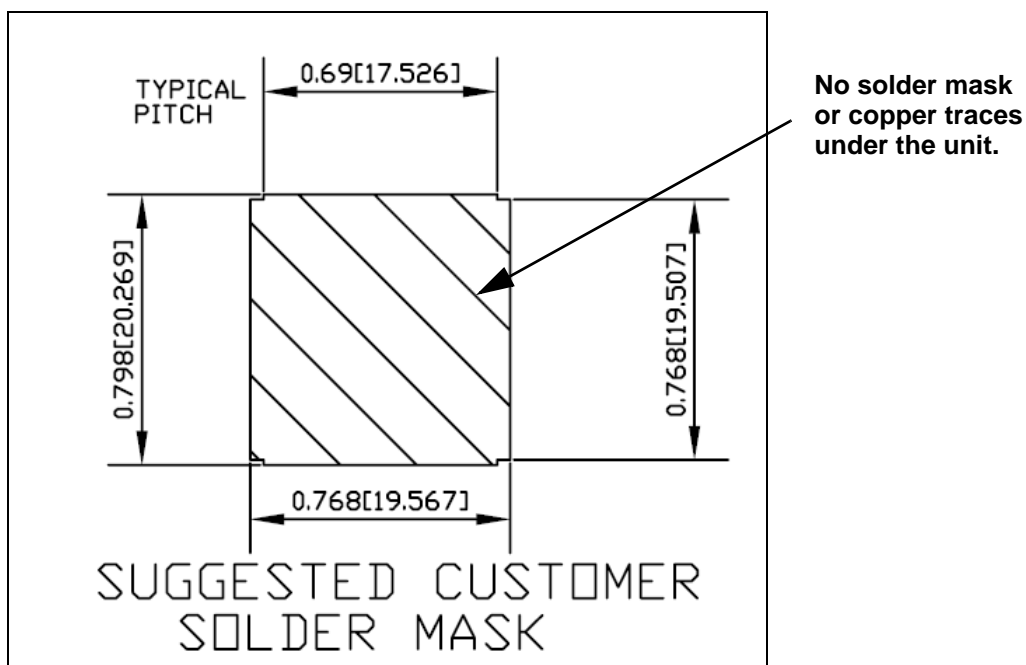 0.69[17.526]
TYPICAL
PITCH
No solder mask
or copper traces
under the unit.
0.798[20.269]
0.768[19.507]
0.768[19.567]
SUGGESTED CUSTOMER
SOLDER MASK